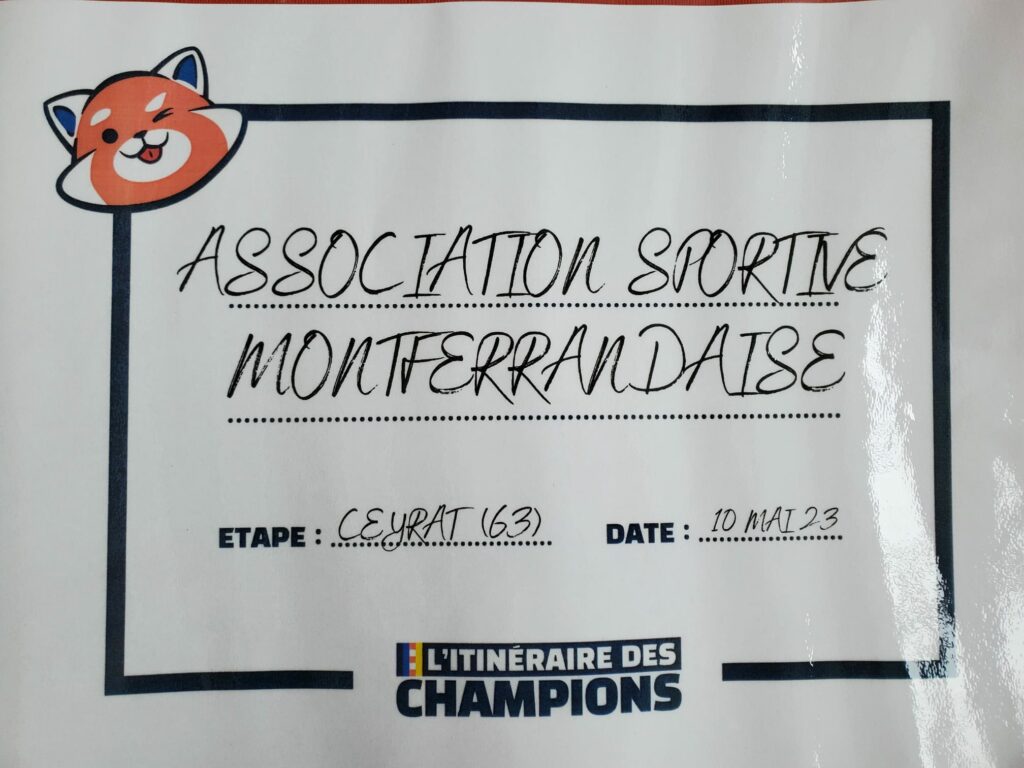 ASSOCIATION SPORTIVE
MONTFERRANDAISE
ETAPE : CEYRAT (63) DATE : 10 MAI 23
L'ITINÉRAIRE DES
CHAMPIONS